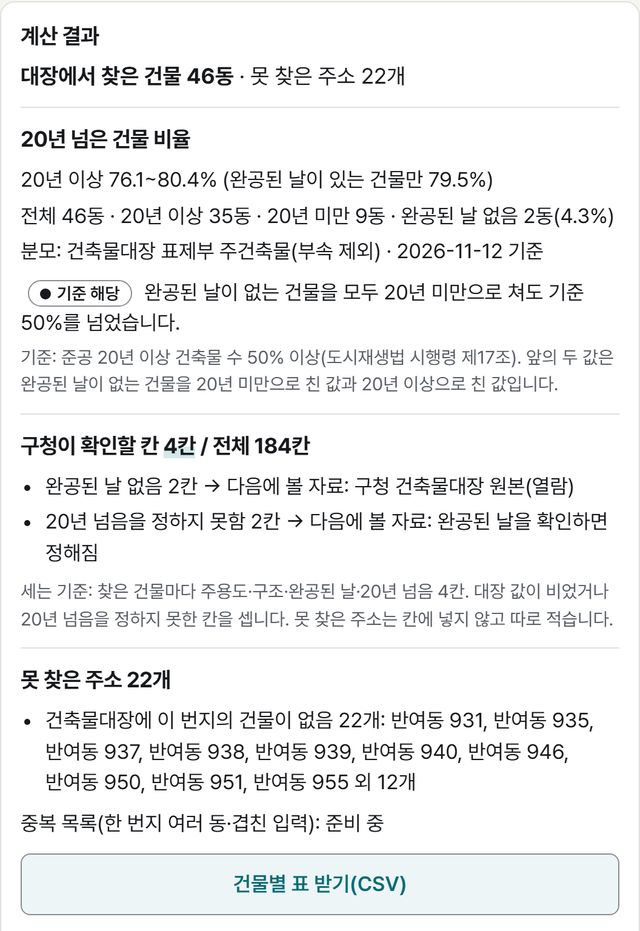 계산 결과
대장에서 찾은 건물 46동 · 못 찾은 주소 22개
20년 넘은 건물 비율
20년 이상 76.1~80.4% (완공된 날이 있는 건물만 79.5%)
전체 46동 · 20년 이상 35동 · 20년 미만 9동 · 완공된 날 없음 2동(4.3%)
분모: 건축물대장 표제부 주건축물(부속 제외) · 2026-11-12 기준
● 기준 해당 완공된 날이 없는 건물을 모두 20년 미만으로 쳐도 기준
50%를 넘었습니다.
기준: 준공 20년 이상 건축물 수 50% 이상(도시재생법 시행령 제17조). 앞의 두 값은
완공된 날이 없는 건물을 20년 미만으로 친 값과 20년 이상으로 친 값입니다.
구청이 확인할 칸 4칸 / 전체 184칸
• 완공된 날 없음 2칸 → 다음에 볼 자료: 구청 건축물대장 원본(열람)
• 20년 넘음을 정하지 못함 2칸 → 다음에 볼 자료: 완공된 날을 확인하면
정해짐
세는 기준: 찾은 건물마다 주용도·구조·완공된 날·20년 넘음 4칸. 대장 값이 비었거나
20년 넘음을 정하지 못한 칸을 셉니다. 못 찾은 주소는 칸에 넣지 않고 따로 적습니다.
못 찾은 주소 22개
• 건축물대장에 이 번지의 건물이 없음 22개: 반여동 931, 반여동 935,
반여동 937, 반여동 938, 반여동 939, 반여동 940, 반여동 946,
반여동 950, 반여동 951, 반여동 955 외 12개
중복 목록(한 번지 여러 동·겹친 입력): 준비 중
건물별 표 받기(CSV)